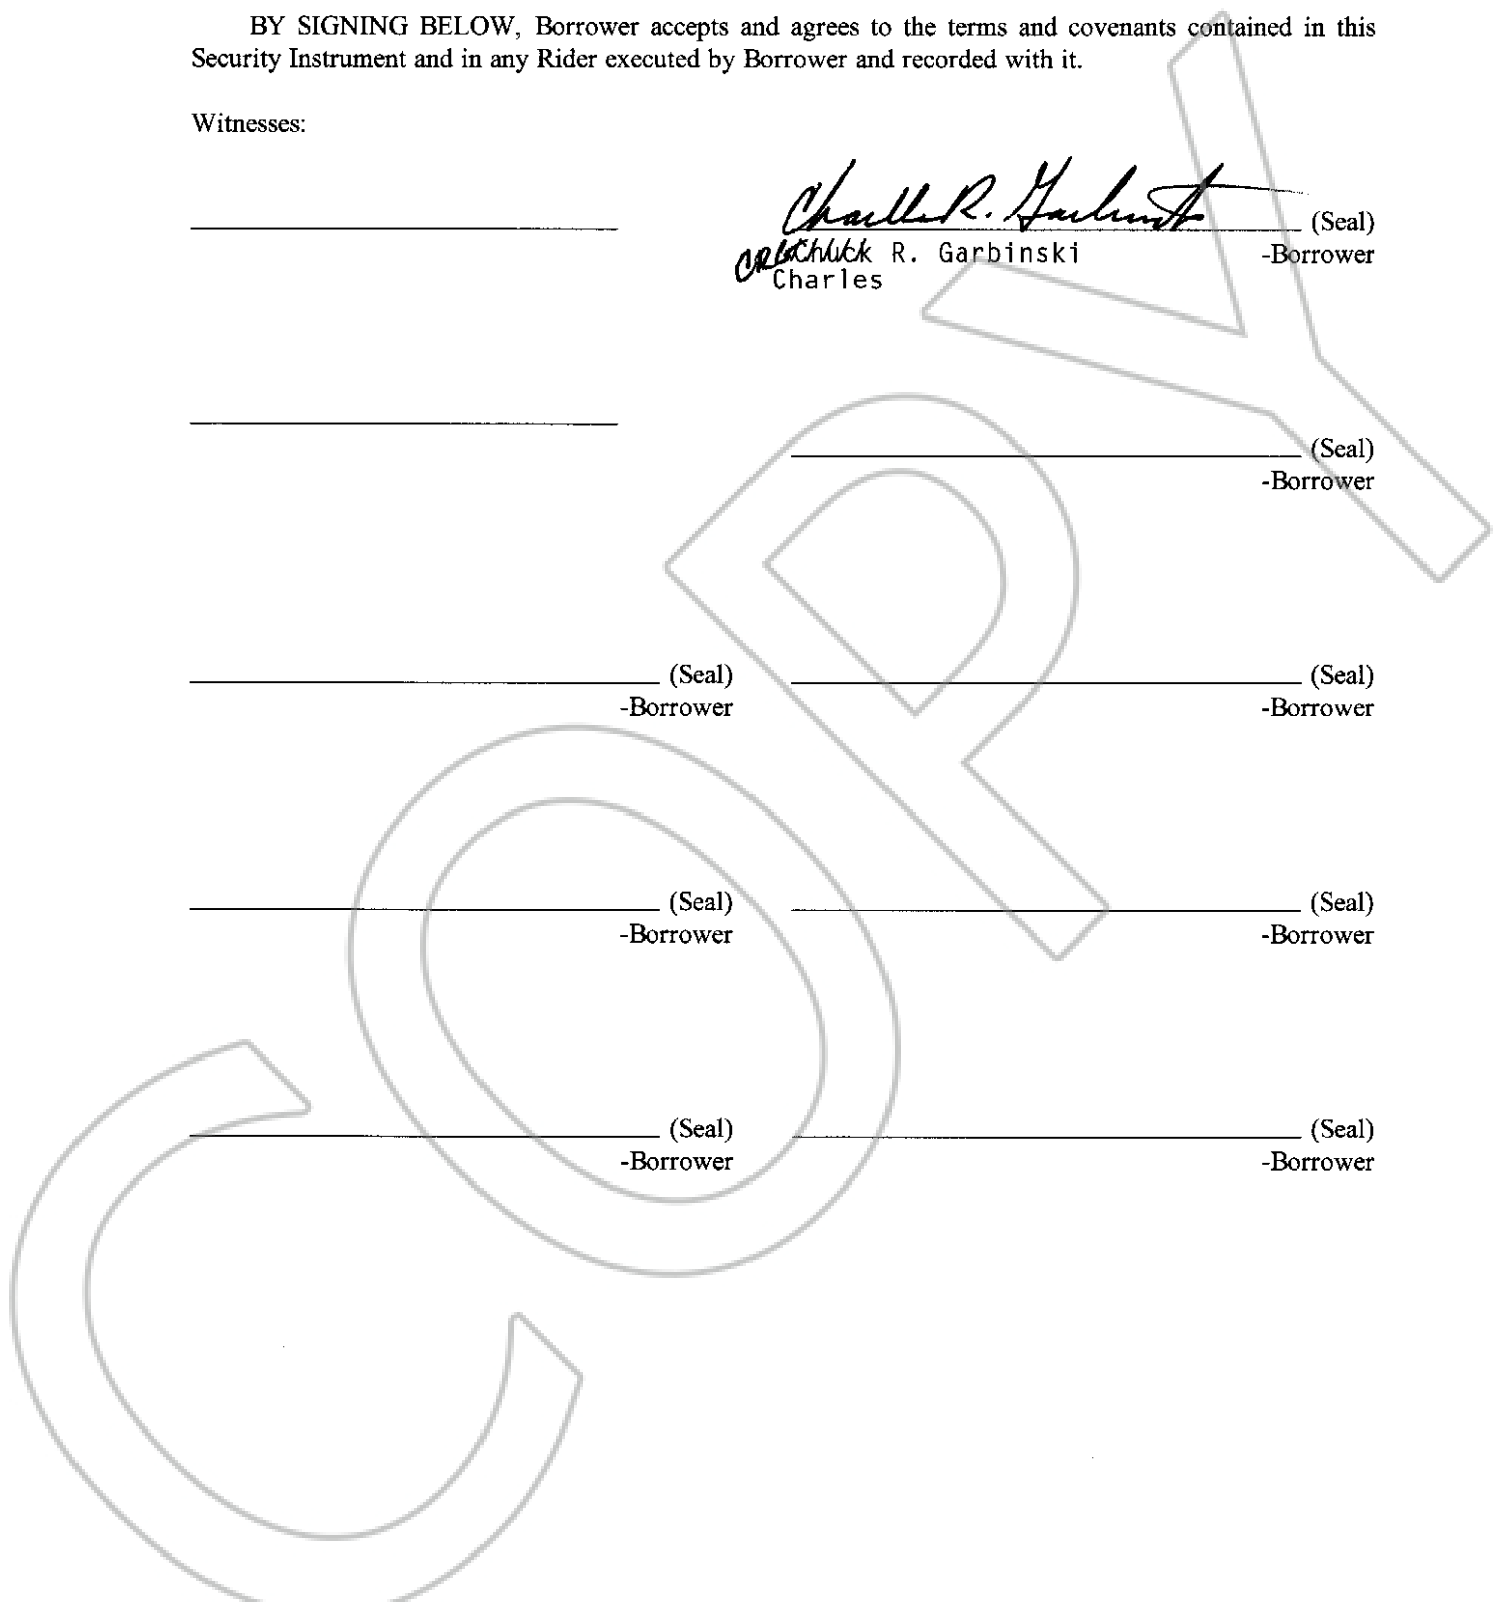 BY SIGNING BELOW, Borrower accepts and agrees to the terms and covenants contained in this
Security Instrument and in any Rider executed by Borrower and recorded with it.
Witnesses:
Charles R. Garbinski
(Seal)
CRG Chuck R. Garbinski
-Borrower
Charles
(Seal)
-Borrower
(Seal)
(Seal)
-Borrower
-Borrower
(Seal)
(Seal)
-Borrower
-Borrower
(Seal)
(Seal)
-Borrower
-Borrower
COPY